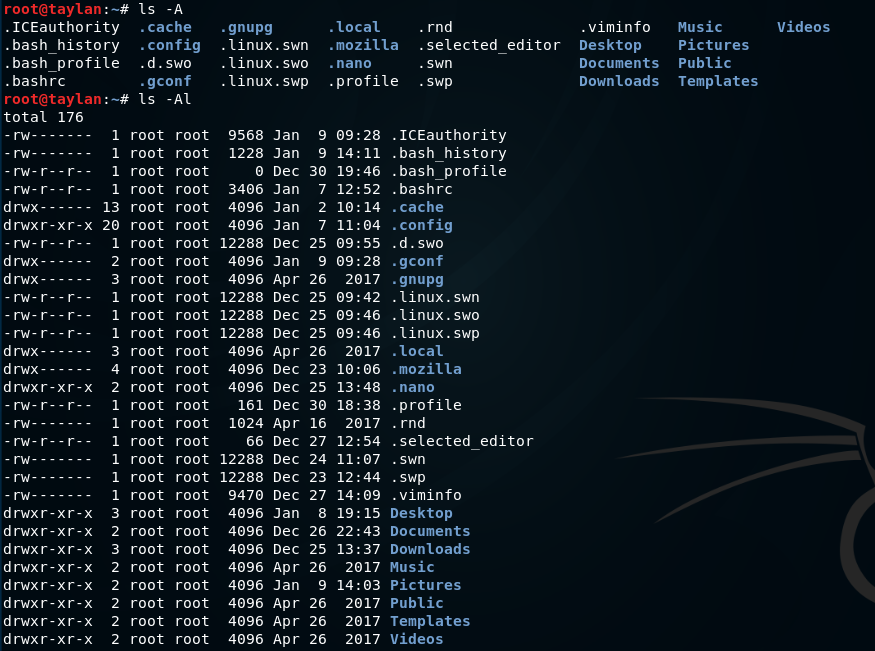 root@taylan:~# ls -A
.ICEauthority  .cache   .gnupg      .local    .rnd              .viminfo   Music      Videos
.bash_history  .config  .linux.swn  .mozilla  .selected_editor  Desktop    Pictures
.bash_profile  .d.swo   .linux.swo  .nano     .swn              Documents  Public
.bashrc        .gconf   .linux.swp  .profile  .swp              Downloads  Templates
root@taylan:~# ls -Al
total 176
-rw-------  1 root root  9568 Jan  9 09:28 .ICEauthority
-rw-------  1 root root  1228 Jan  9 14:11 .bash_history
-rw-r--r--  1 root root     0 Dec 30 19:46 .bash_profile
-rw-r--r--  1 root root  3406 Jan  7 12:52 .bashrc
drwx------ 13 root root  4096 Jan  2 10:14 .cache
drwxr-xr-x 20 root root  4096 Jan  7 11:04 .config
-rw-r--r--  1 root root 12288 Dec 25 09:55 .d.swo
drwx------  2 root root  4096 Jan  9 09:28 .gconf
drwx------  3 root root  4096 Apr 26  2017 .gnupg
-rw-r--r--  1 root root 12288 Dec 25 09:42 .linux.swn
-rw-r--r--  1 root root 12288 Dec 25 09:46 .linux.swo
-rw-r--r--  1 root root 12288 Dec 25 09:46 .linux.swp
drwx------  3 root root  4096 Apr 26  2017 .local
drwx------  4 root root  4096 Dec 23 10:06 .mozilla
drwxr-xr-x  2 root root  4096 Dec 25 13:48 .nano
-rw-r--r--  1 root root   161 Dec 30 18:38 .profile
-rw-------  1 root root  1024 Apr 16  2017 .rnd
-rw-r--r--  1 root root    66 Dec 27 12:54 .selected_editor
-rw-------  1 root root 12288 Dec 24 11:07 .swn
-rw-------  1 root root 12288 Dec 23 12:44 .swp
-rw-------  1 root root  9470 Dec 27 14:09 .viminfo
drwxr-xr-x  3 root root  4096 Jan  8 19:15 Desktop
drwxr-xr-x  2 root root  4096 Dec 26 22:43 Documents
drwxr-xr-x  3 root root  4096 Dec 25 13:37 Downloads
drwxr-xr-x  2 root root  4096 Apr 26  2017 Music
drwxr-xr-x  2 root root  4096 Jan  9 14:03 Pictures
drwxr-xr-x  2 root root  4096 Apr 26  2017 Public
drwxr-xr-x  2 root root  4096 Apr 26  2017 Templates
drwxr-xr-x  2 root root  4096 Apr 26  2017 Videos